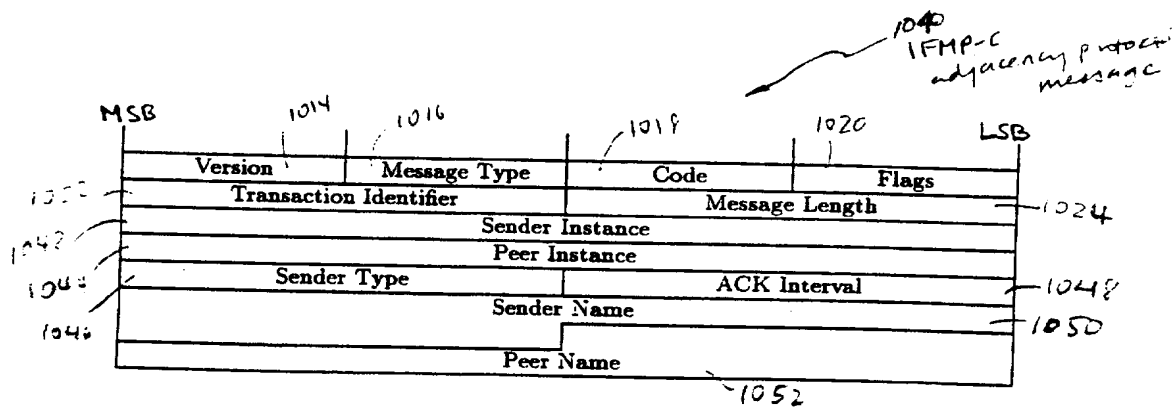 1040
IFMP-C
adjacency protocol
message
MSB
1014
1016
1018
1020
LSB
Version Message Type Code Flags
Transaction Identifier Message Length
1024
Sender Instance
Peer Instance
Sender Type ACK Interval
1048
1046
Sender Name
1050
Peer Name
1052